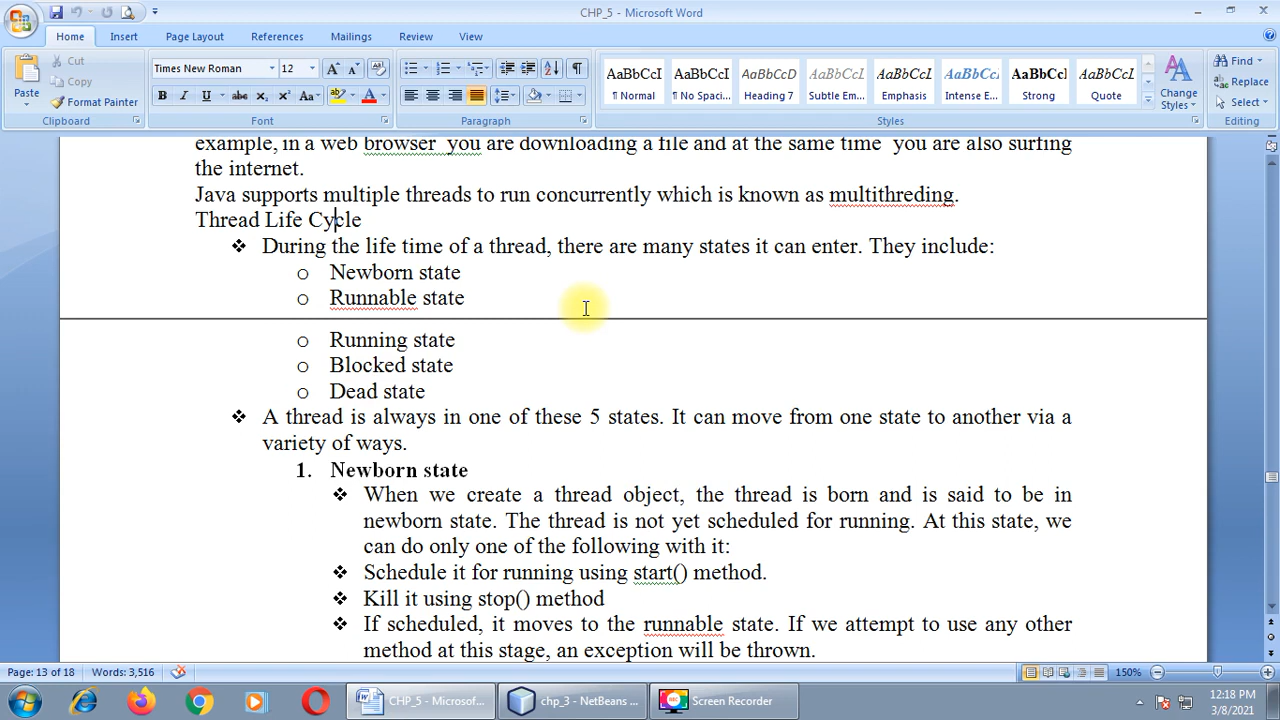 CHP_5 - Microsoft Word
Home Insert Page Layout References Mailings Review View
Paste
Cut
Copy
Format Painter
Clipboard
Times New Roman 12
Font
Paragraph
AaBbCcI AaBbCcI AaBbCcD AaBbCcI AaBbCcI AaBbCcI AaBbCcI AaBbCcI
¶ Normal ¶ No Spaci... Heading 7 Subtle Em... Emphasis Intense E... Strong Quote
Change Styles
Styles
Find
Replace
Select
Editing
example, in a web browser you are downloading a file and at the same time you are also surfing
the internet.
Java supports multiple threads to run concurrently which is known as multithreding.
Thread Life Cycle
❖ During the life time of a thread, there are many states it can enter. They include:
o Newborn state
o Runnable state
o Running state
o Blocked state
o Dead state
❖ A thread is always in one of these 5 states. It can move from one state to another via a
variety of ways.
1. Newborn state
❖ When we create a thread object, the thread is born and is said to be in
newborn state. The thread is not yet scheduled for running. At this state, we
can do only one of the following with it:
❖ Schedule it for running using start() method.
❖ Kill it using stop() method
❖ If scheduled, it moves to the runnable state. If we attempt to use any other
method at this stage, an exception will be thrown.
Page: 13 of 18 Words: 3,516 150%
CHP_5 - Microsof... chp_3 - NetBeans ... Screen Recorder
12:18 PM
3/8/2021